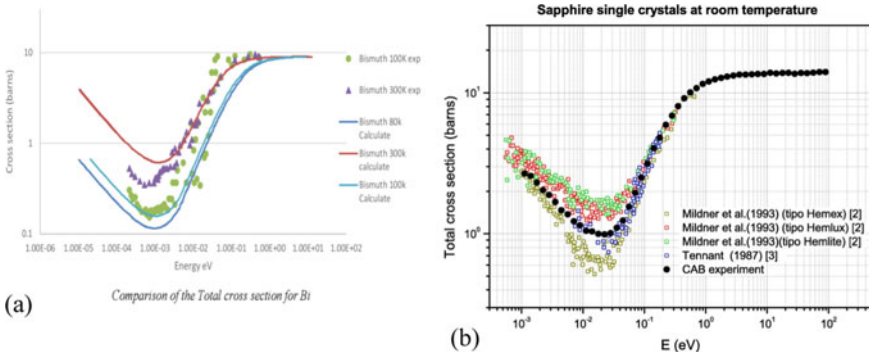 10
1
0.1
Cross section (barns)
1.00E-06 1.00E-05 1.00E-04 1.00E-03 1.00E-02 1.00E-01 1.00E+00 1.00E+01 1.00E+02
Energy eV
Bismuth 100K exp
Bismuth 300K exp
Bismuth 80k
Calculate
Bismuth 300k
calculate
Bismuth 100k
calculate
Comparison of the Total cross section for Bi
(a)
Sapphire single crystals at room temperature
Total cross section (barns)
10¹
10⁰
Mildner et al.(1993) (tipo Hemex) [2]
Mildner et al.(1993) (tipo Hemlux) [2]
Mildner et al.(1993)(tipo Hemlite) [2]
Tennant (1987) [3]
CAB experiment
10⁻³ 10⁻² 10⁻¹ 10⁰ 10¹ 10²
E (eV)
(b)